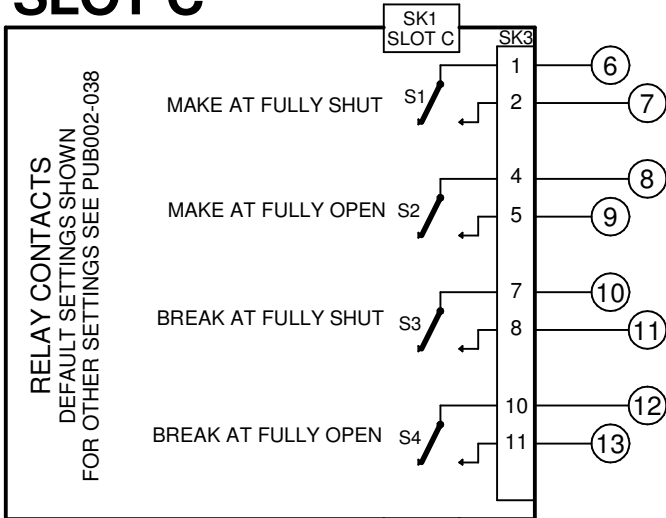 SLOT C
SK1
SLOT C
SK3
RELAY CONTACTS
DEFAULT SETTINGS SHOWN
FOR OTHER SETTINGS SEE PUB002-038
MAKE AT FULLY SHUT S1 1 6
2 7
MAKE AT FULLY OPEN S2 4 8
5 9
BREAK AT FULLY SHUT S3 7 10
8 11
BREAK AT FULLY OPEN S4 10 12
11 13